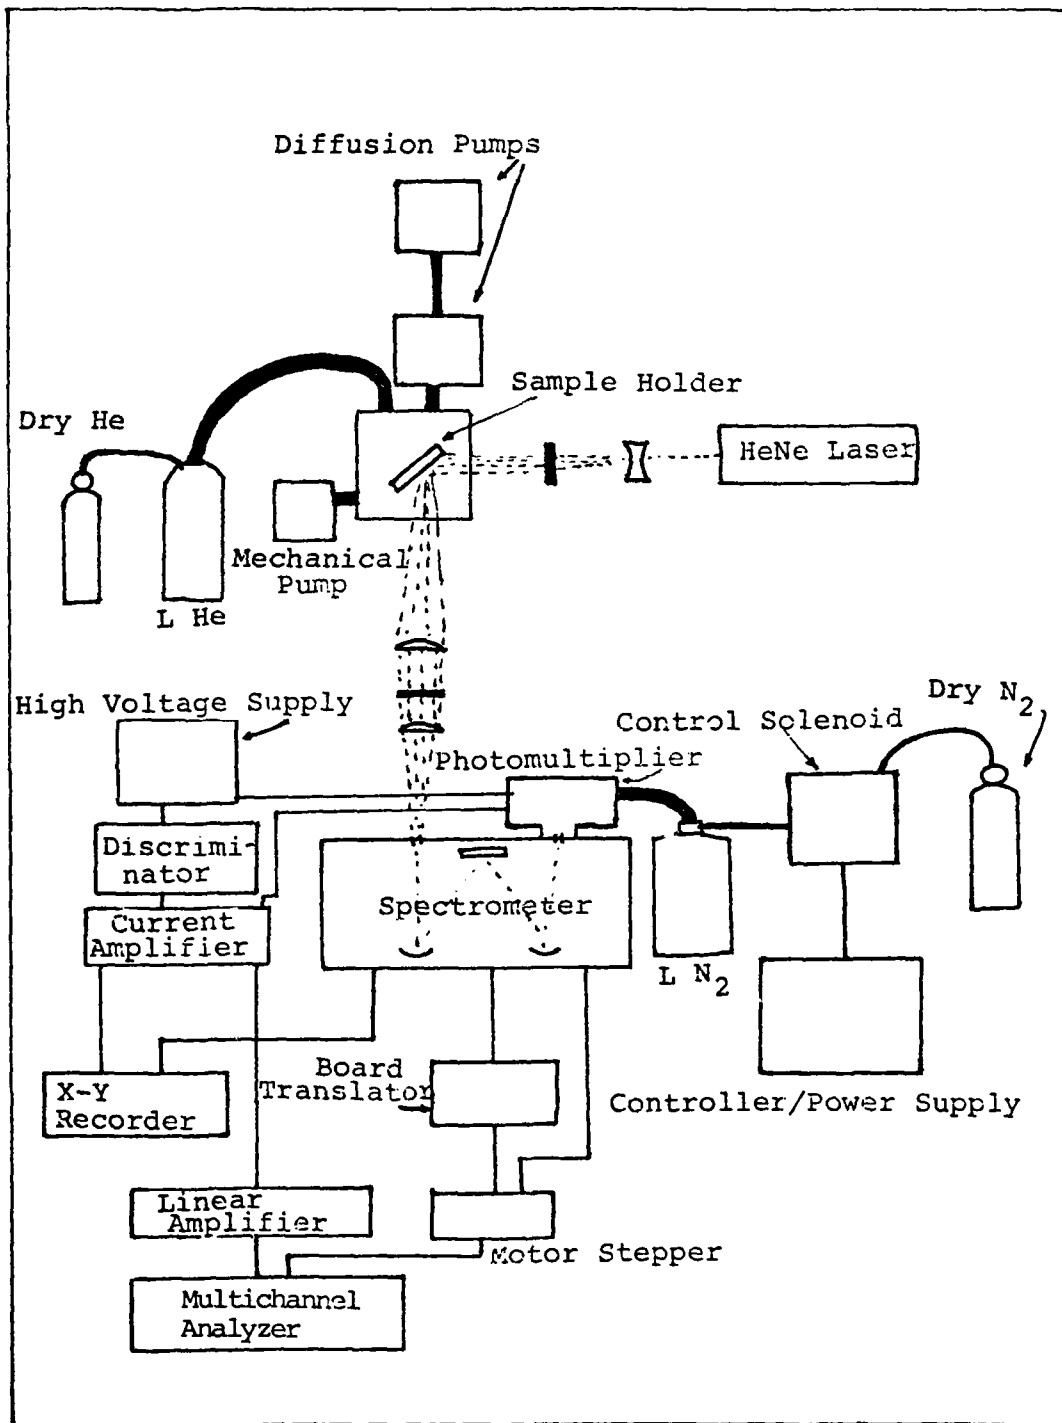 Diffusion Pumps
Sample Holder
Dry He
HeNe Laser
Mechanical
Pump
L He
High Voltage Supply
Dry N2
Control Solenoid
Photomultiplier
Discrimi-
nator
Spectrometer
Current
Amplifier
L N2
Board
Translator
X-Y
Recorder
Controller/Power Supply
Linear
Amplifier
Motor Stepper
Multichannel
Analyzer